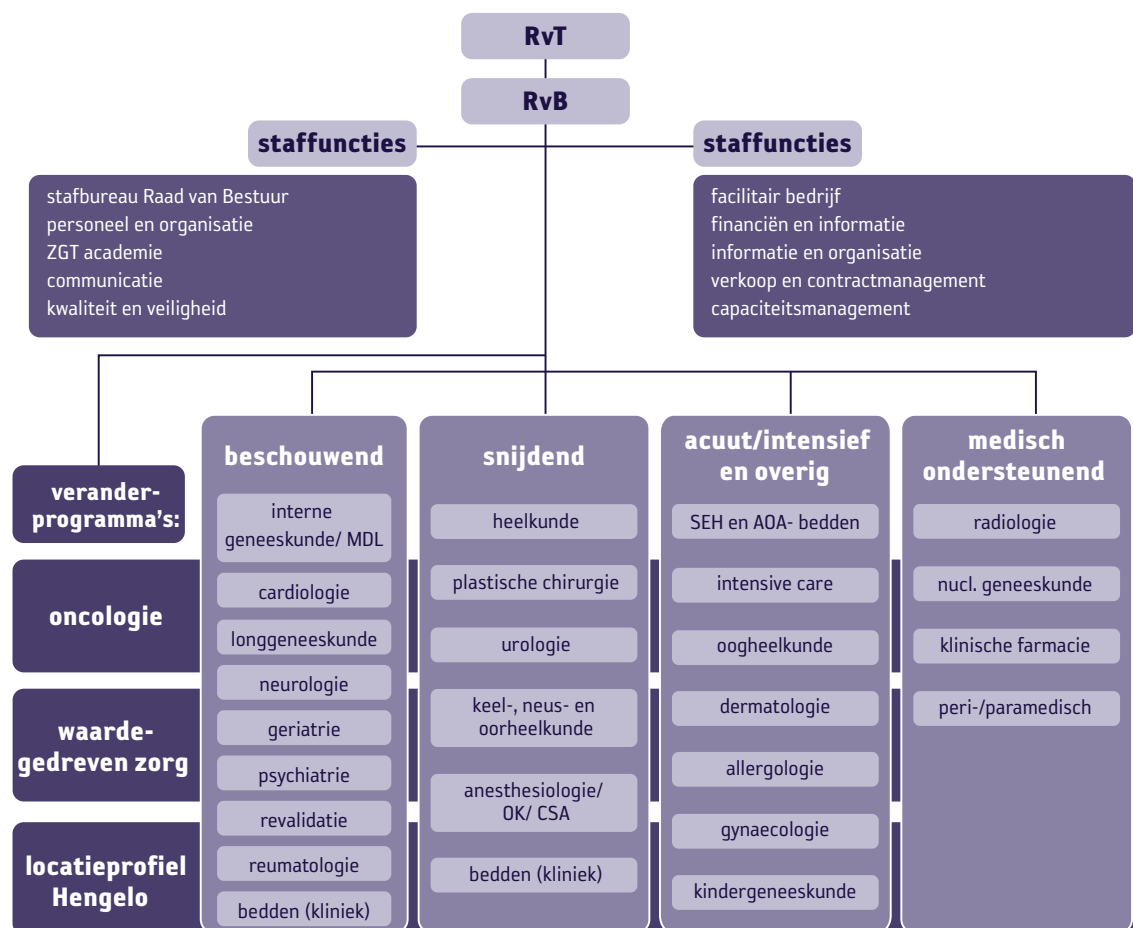 RvT
RvB
staffuncties
stafbureau Raad van Bestuur
personeel en organisatie
ZGT academie
communicatie
kwaliteit en veiligheid
staffuncties
facilitair bedrijf
financiën en informatie
informatie en organisatie
verkoop en contractmanagement
capaciteitsmanagement
verander-
programma's:
oncologie
waarde-
gedreven zorg
locatieprofiel
Hengelo
beschouwend
interne
geneeskunde/ MDL
cardiologie
longgeneeskunde
neurologie
geriatrie
psychiatrie
revalidatie
reumatologie
bedden (kliniek)
snijdend
heelkunde
plastische chirurgie
urologie
keel-, neus- en
oorheelkunde
anesthesiologie/
OK/ CSA
bedden (kliniek)
acuut/intensief
en overig
SEH en AOA- bedden
intensive care
oogheelkunde
dermatologie
allergologie
gynaecologie
kindergeneeskunde
medisch
ondersteunend
radiologie
nucl. geneeskunde
klinische farmacie
peri-/paramedisch